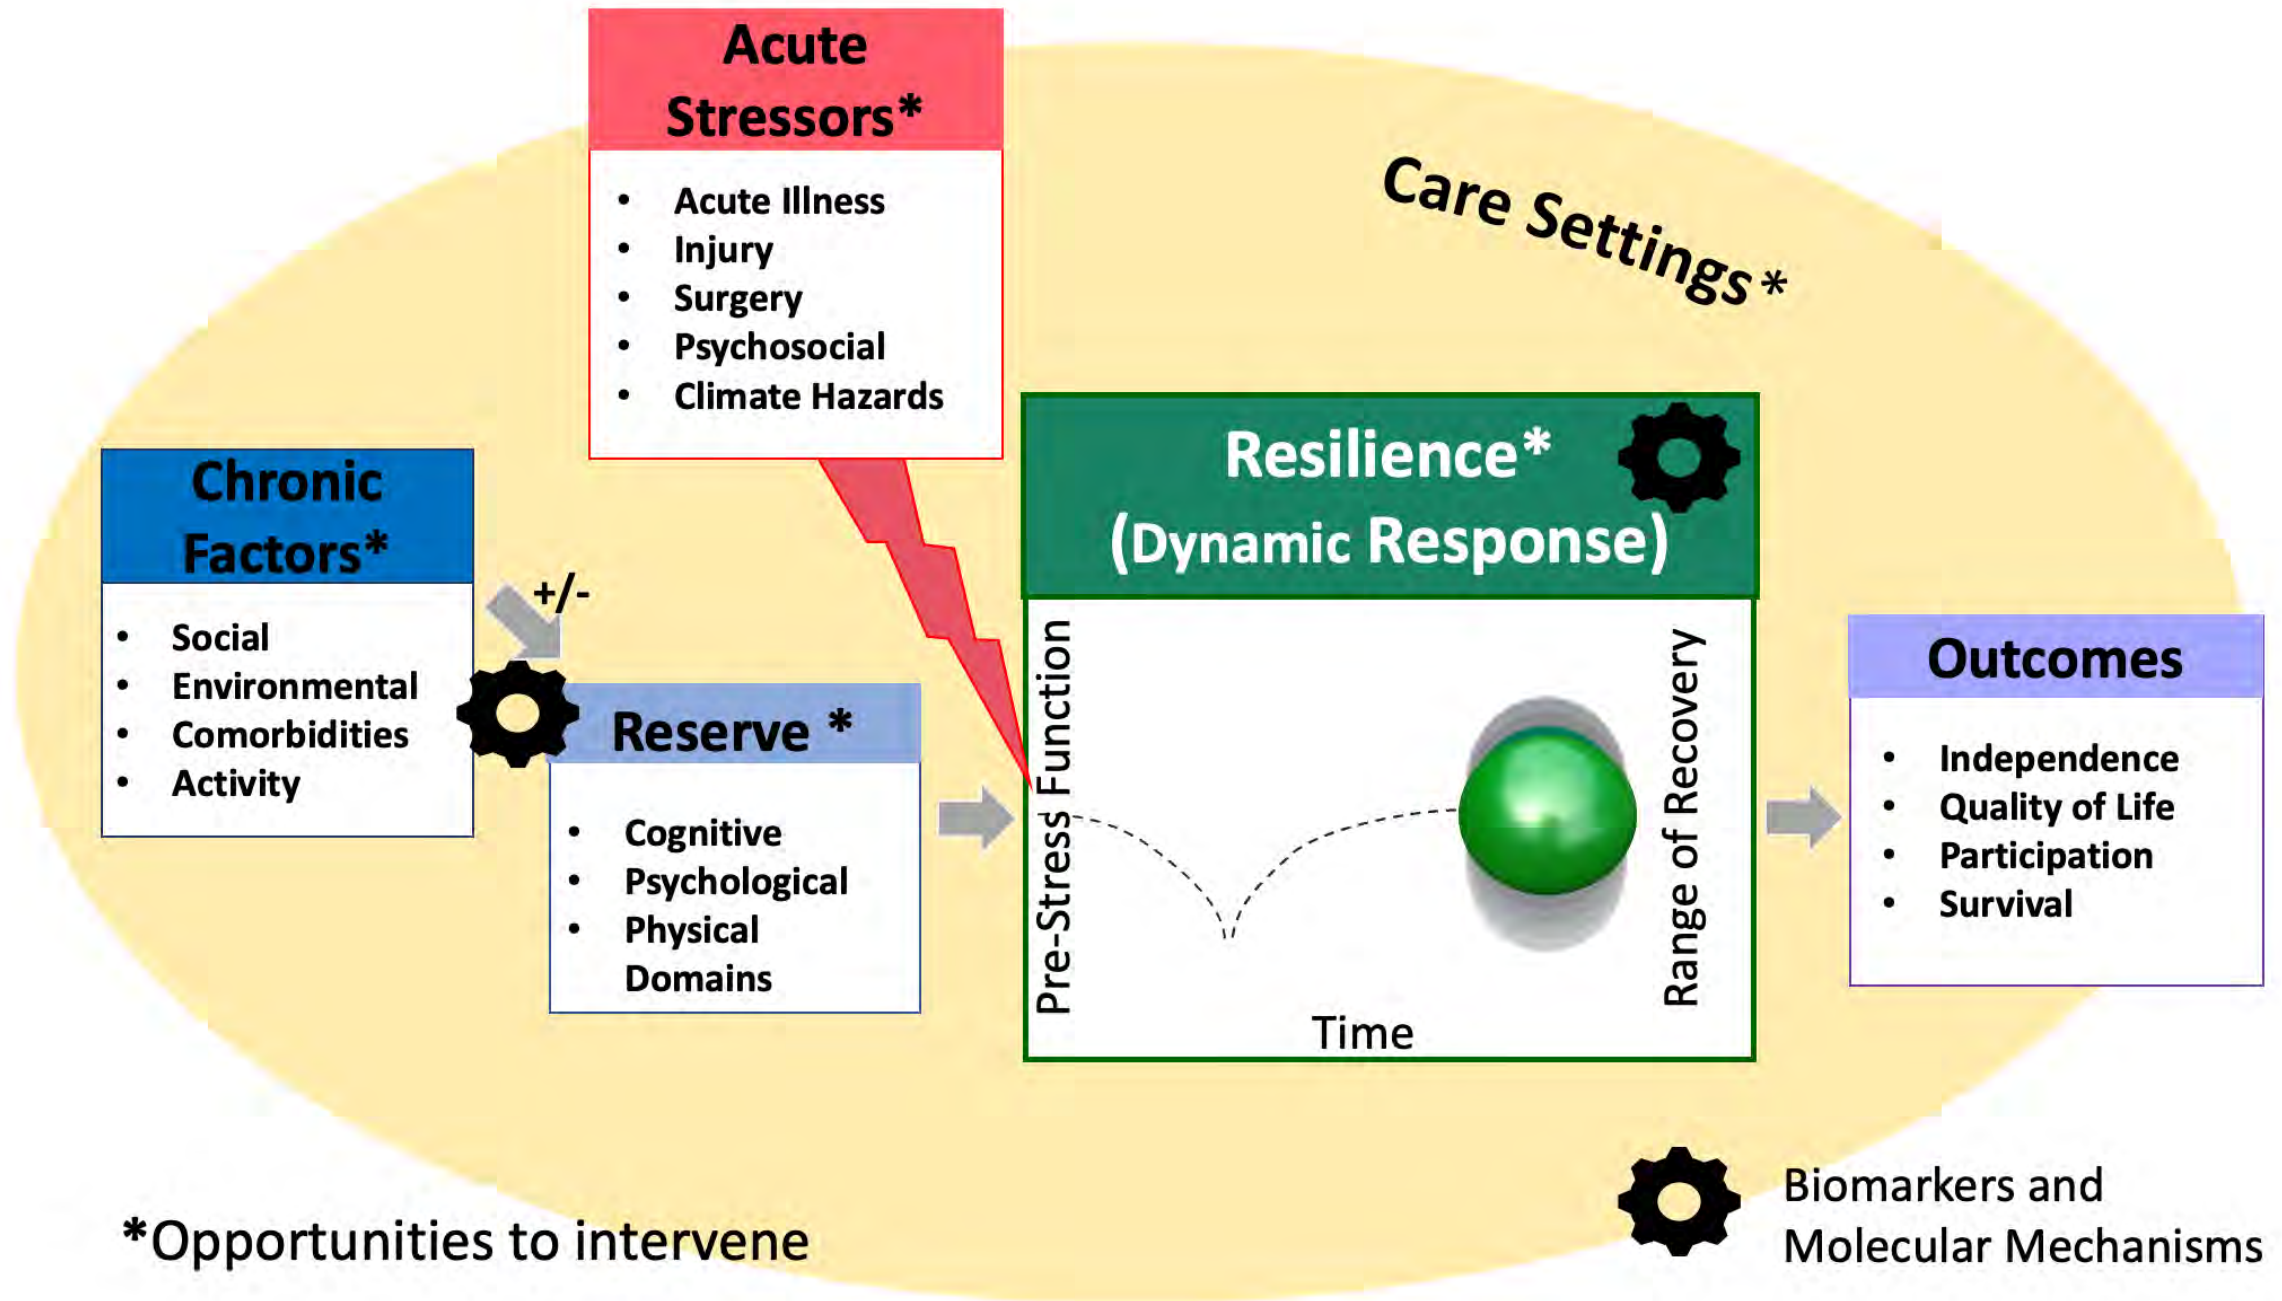 Acute
Stressors*
• Acute Illness
• Injury
• Surgery
• Psychosocial
• Climate Hazards
Care Settings*
Chronic
Factors*
• Social
• Environmental
• Comorbidities
• Activity
+/-
Reserve *
• Cognitive
• Psychological
• Physical
Domains
Resilience*
(Dynamic Response)
Pre-Stress Function
Time
Range of Recovery
Outcomes
• Independence
• Quality of Life
• Participation
• Survival
*Opportunities to intervene
Biomarkers and
Molecular Mechanisms